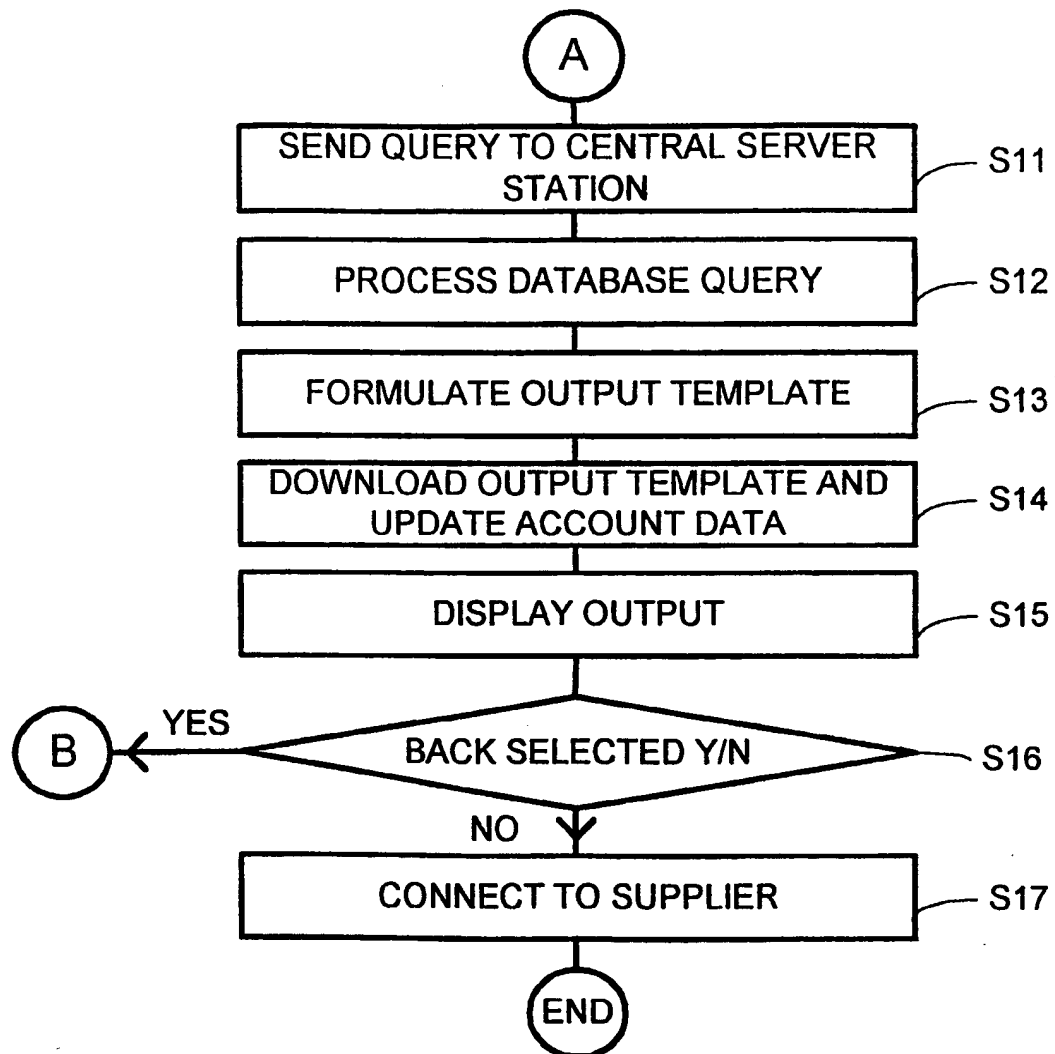 A
SEND QUERY TO CENTRAL SERVER
STATION
S11
PROCESS DATABASE QUERY
S12
FORMULATE OUTPUT TEMPLATE
S13
DOWNLOAD OUTPUT TEMPLATE AND
UPDATE ACCOUNT DATA
S14
DISPLAY OUTPUT
S15
B
YES
BACK SELECTED Y/N
S16
NO
CONNECT TO SUPPLIER
S17
END